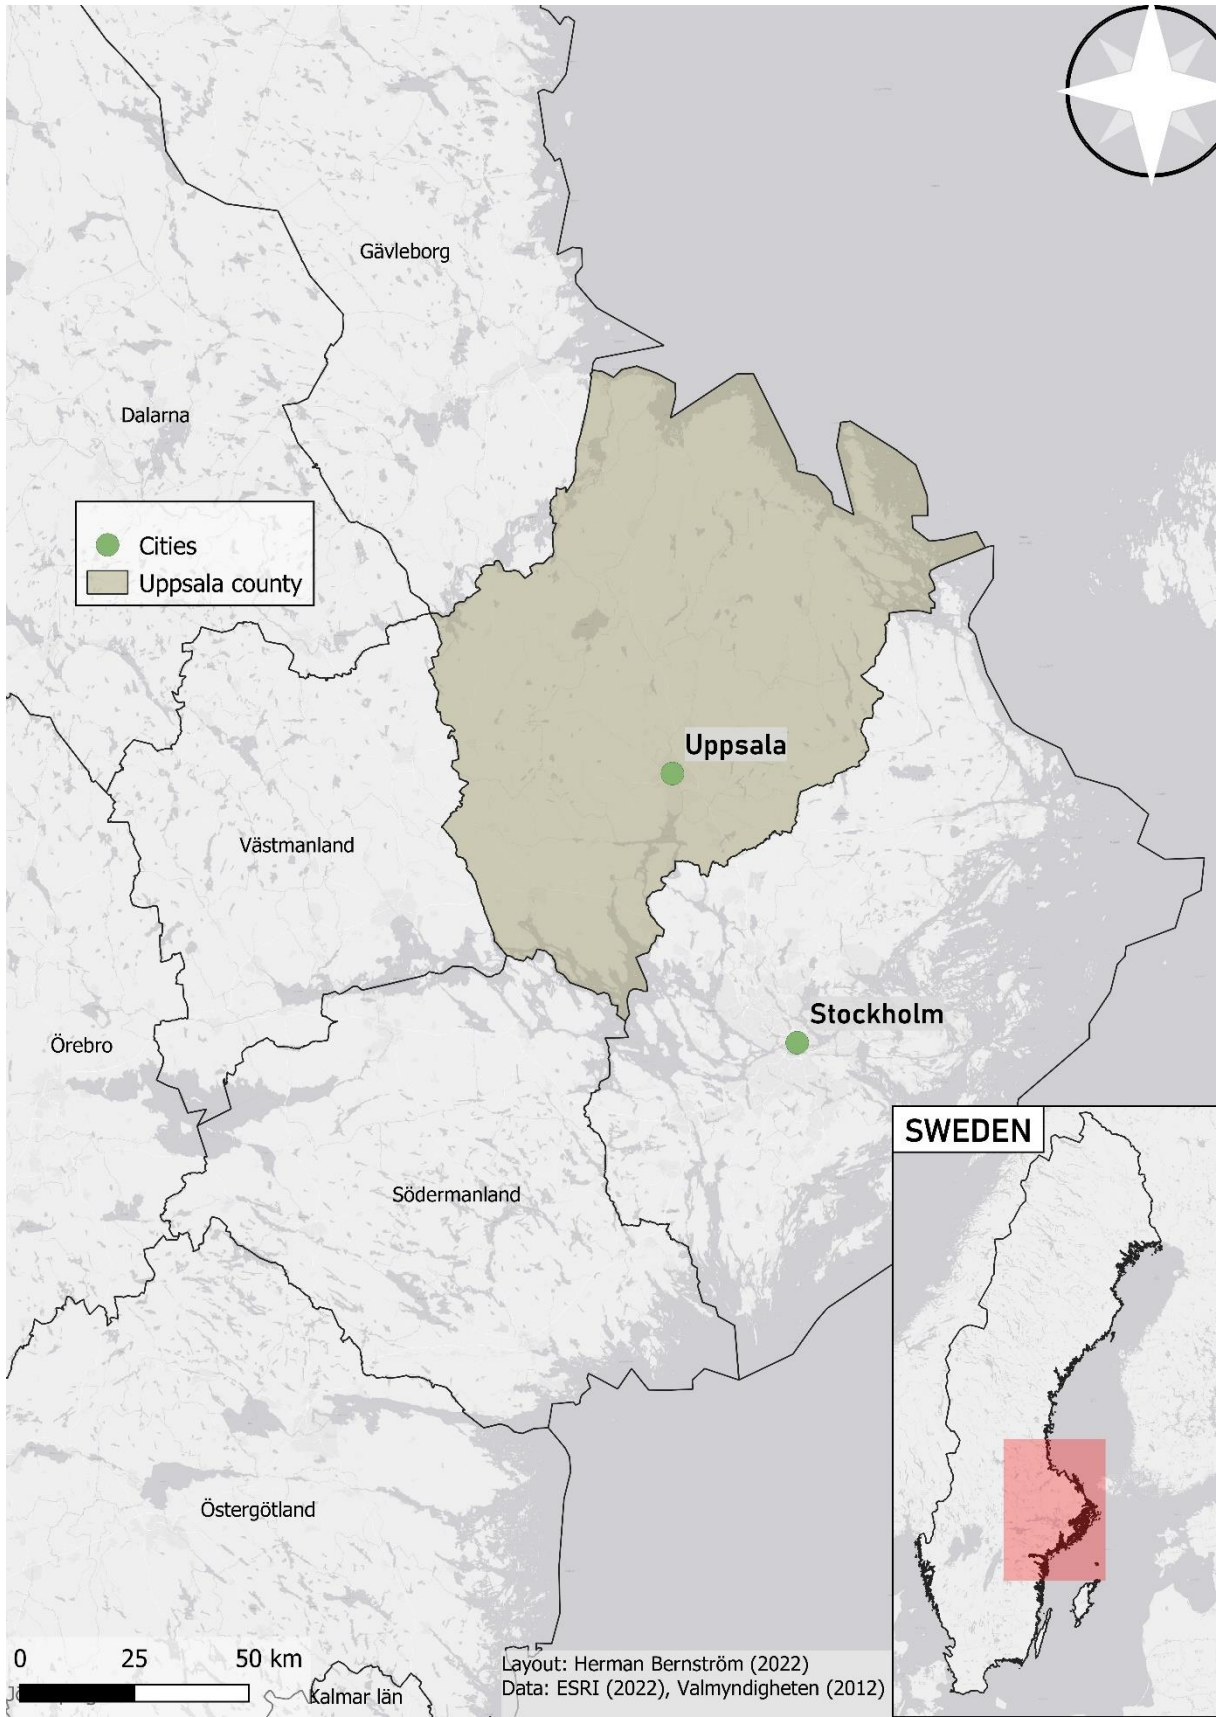 Gävleborg
Dalarna
Cities
Uppsala county
Uppsala
Västmanland
Stockholm
Örebro
SWEDEN
Södermanland
Östergötland
0 25 50 km
Kalmar län
Layout: Herman Bernström (2022)
Data: ESRI (2022), Valmyndigheten (2012)